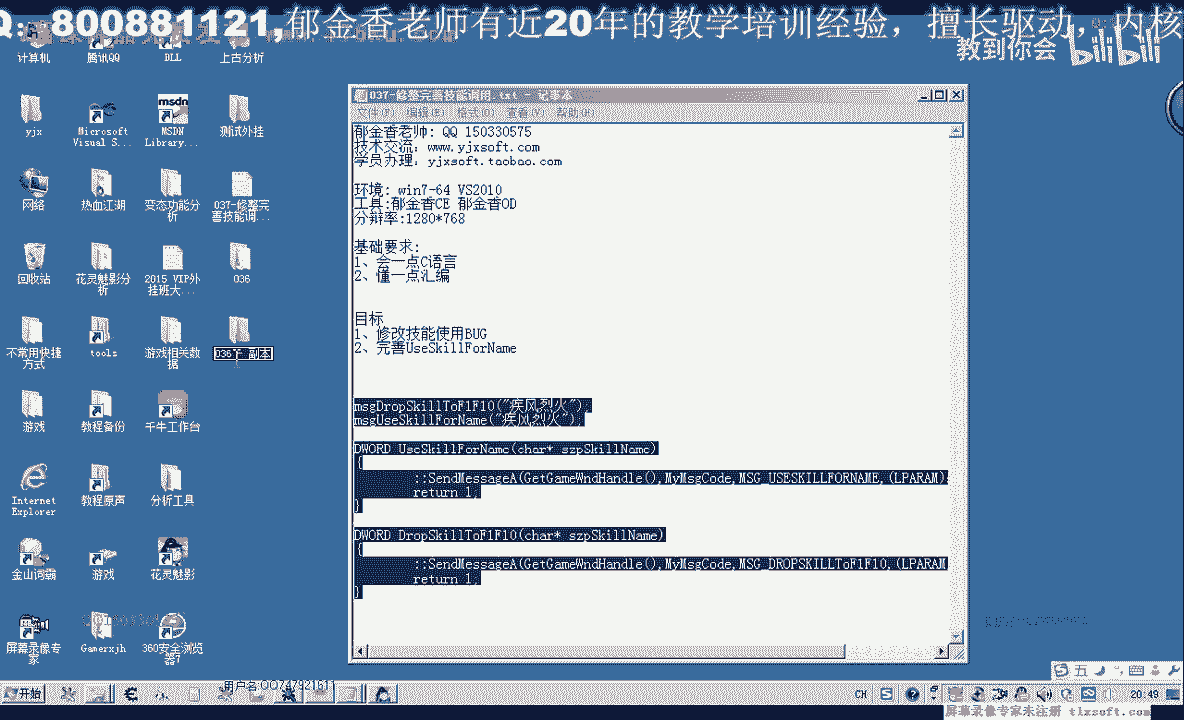 Q:800881121,郁金香老师有近20年的教学培训经验，擅长驱动，内核
教到你会 bilibili
计算机
腾讯QQ
DLL
上古分析
yjx
Microsoft Visual S...
MSDN Library...
测试外挂
网络
热血江湖
变态功能分析
037-修整完善技能调...
回收站
花灵魅影分析
2015 VIP外挂班大...
036
不常用快捷方式
tools
游戏相关数据
036 - 副本
游戏
教程备份
千牛工作台
Internet Explorer
教程原声
分析工具
金山词霸
游戏
花灵魅影
屏幕录像专家
Gamerxjh
360安全浏览器7
037-修整完善技能调用.txt - 记事本
文件(F) 编辑(E) 格式(O) 查看(V) 帮助(H)
郁金香老师: QQ 150330575
技术交流: www.yjxsoft.com
学员办理: yjxsoft.taobao.com
环境: win7-64 VS2010
工具:郁金香CE 郁金香OD
分辩率:1280*768
基础要求:
1、会一点C语言
2、懂一点汇编
目标
1、修改技能使用BUG
2、完善UseSkillForName
msgDropSkillToF1F10("疾风烈火");
msgUseSkillForName("疾风烈火");
DWORD UseSkillForName(char* szpSkillName)
{
::SendMessageA(GetGameWndHandle(),MyMsgCode,MSG_USESKILLFORNAME,(LPARAM)
return 1;
}
DWORD DropSkillToF1F10(char* szpSkillName)
{
::SendMessageA(GetGameWndHandle(),MyMsgCode,MSG_DROPSKILLToF1F10,(LPARAM
return 1;
}
用户名:QQ747921611
开始
CH
五
20:49
屏幕录像专家未注册 tlxsoft.com